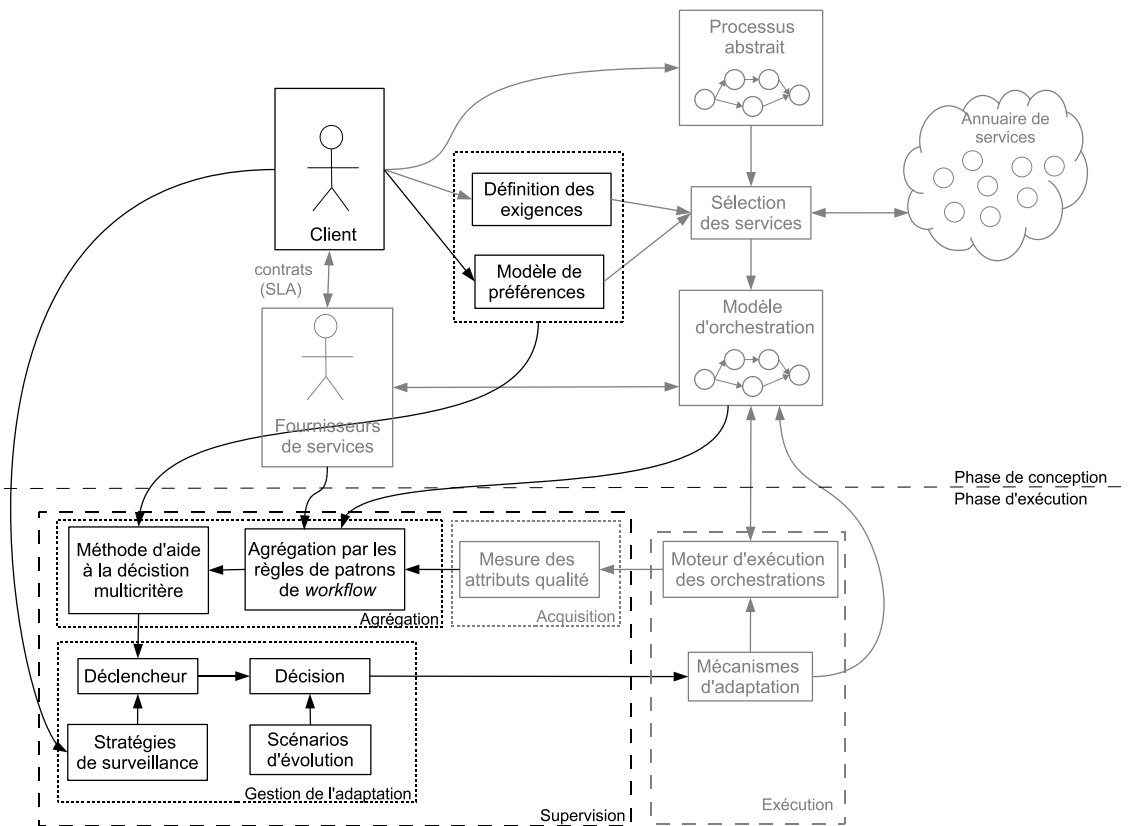 Processus
abstrait
Annuaire de
services
Client
Définition des
exigences
Sélection
des services
Modèle de
préférences
contrats
(SLA)
Modèle
d'orchestration
Fournisseurs
de services
Phase de conception
Phase d'exécution
Méthode d'aide
à la décistion
multicritère
Agrégation par les
règles de patrons
de workflow
Agrégation
Mesure des
attributs qualité
Acquisition
Moteur d'exécution
des orchestrations
Déclencheur
Décision
Mécanismes
d'adaptation
Stratégies
de surveillance
Scénarios
d'évolution
Gestion de l'adaptation
Supervision
Exécution